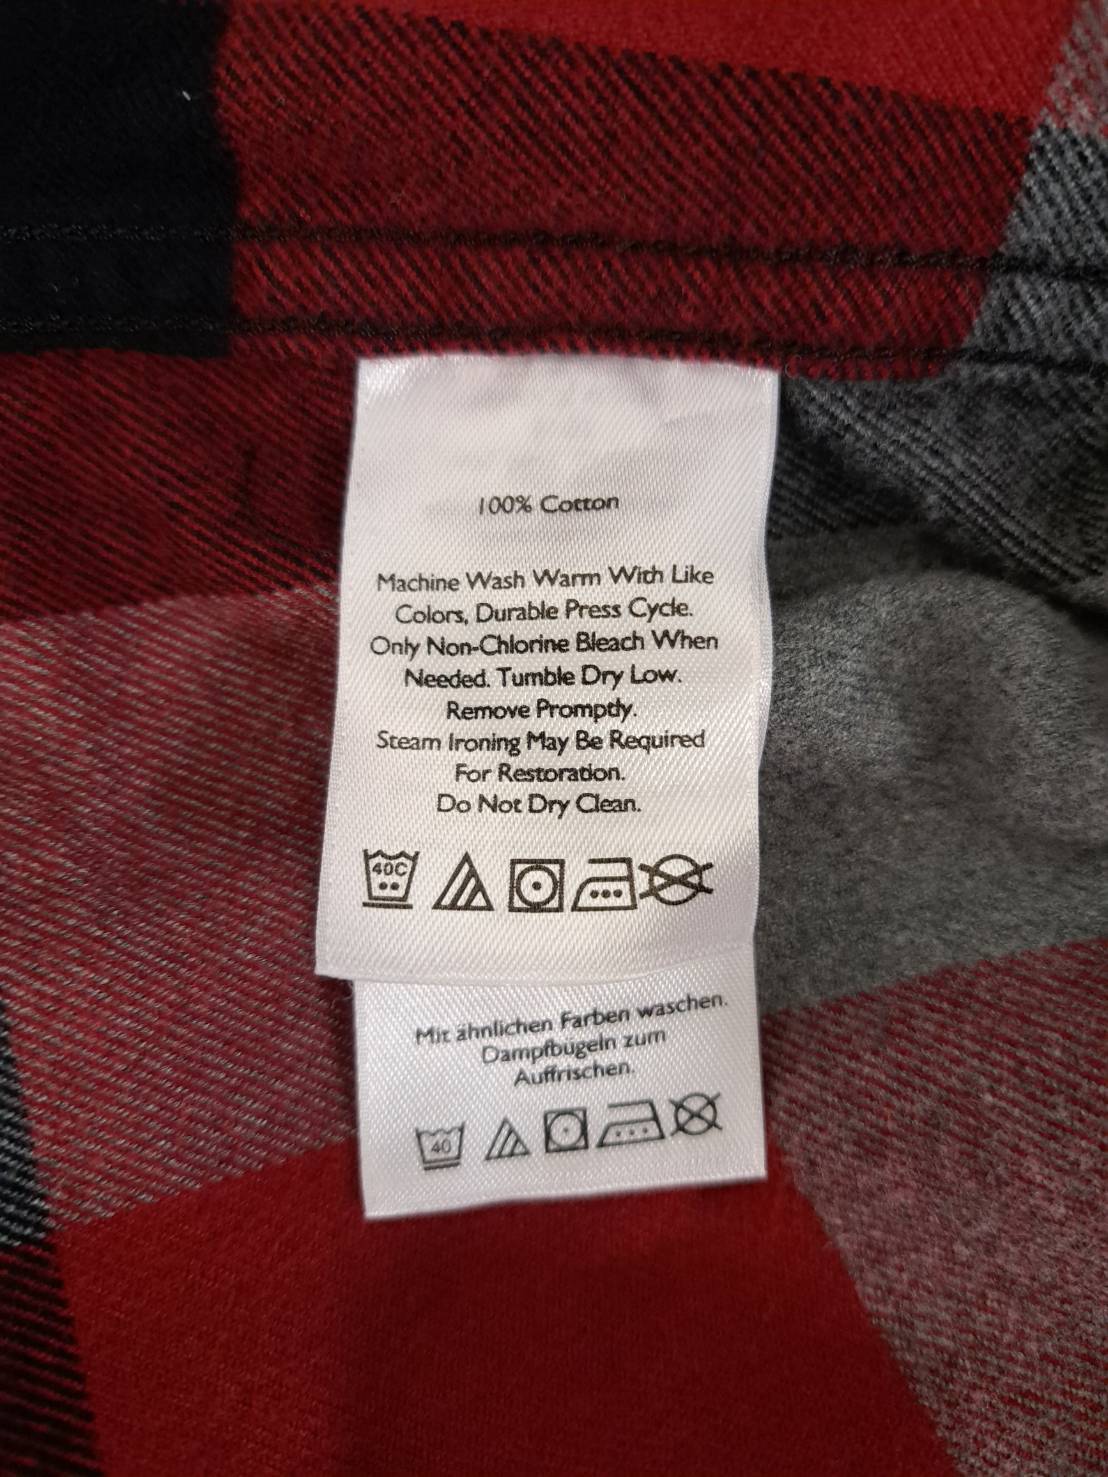 100% Cotton
Machine Wash Warm With Like
Colors, Durable Press Cycle.
Only Non-Chlorine Bleach When
Needed. Tumble Dry Low.
Remove Promptly.
Steam Ironing May Be Required
For Restoration.
Do Not Dry Clean.
40C
Mit ähnlichen Farben waschen.
Dampfbügeln zum
Auffrischen.
40